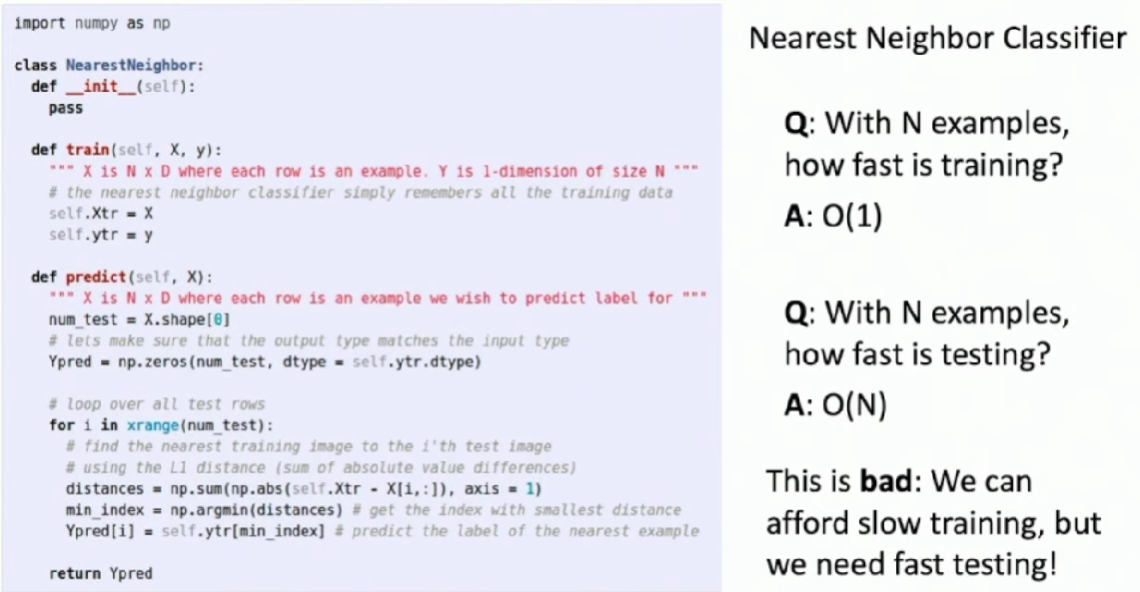 import numpy as np
class NearestNeighbor:
def __init__(self):
pass
def train(self, X, y):
""" X is N x D where each row is an example. Y is 1-dimension of size N """
# the nearest neighbor classifier simply remembers all the training data
self.Xtr = X
self.ytr = y
def predict(self, X):
""" X is N x D where each row is an example we wish to predict label for """
num_test = X.shape[0]
# lets make sure that the output type matches the input type
Ypred = np.zeros(num_test, dtype = self.ytr.dtype)
# loop over all test rows
for i in xrange(num_test):
# find the nearest training image to the i'th test image
# using the L1 distance (sum of absolute value differences)
distances = np.sum(np.abs(self.Xtr - X[i,:]), axis = 1)
min_index = np.argmin(distances) # get the index with smallest distance
Ypred[i] = self.ytr[min_index] # predict the label of the nearest example
return Ypred
Nearest Neighbor Classifier
Q: With N examples,
how fast is training?
A: O(1)
Q: With N examples,
how fast is testing?
A: O(N)
This is bad: We can
afford slow training, but
we need fast testing!